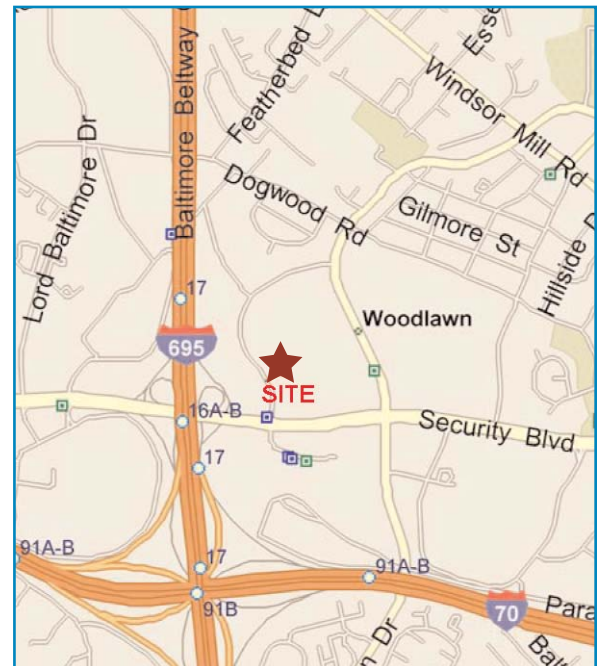 Baltimore Beltway
Featherbed
Windsor Mill Rd
Lord Baltimore Dr
Dogwood Rd
Gilmore St
Hillside
17
Woodlawn
695
SITE
16A-B
Security Blvd
17
91A-B
17
91A-B
91B
70
Dr